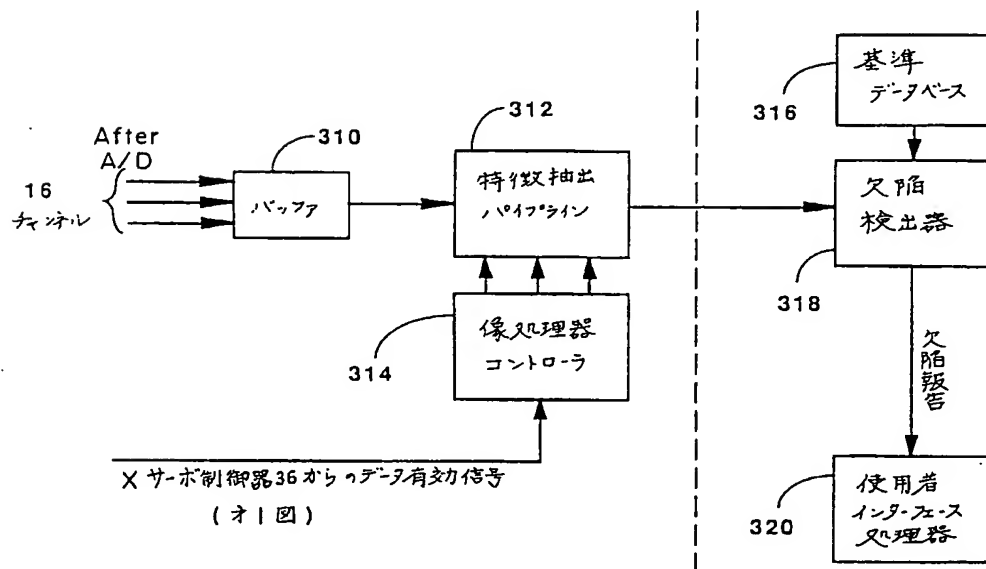 After
A/D
16
チャンネル
310
バッファ
312
特徴抽出
パイプライン
314
像処理器
コントローラ
X サーボ制御器36からのデータ有効信号
(才1図)
316
基準
データベース
欠陥
検出器
318
欠陥報告
320
使用者
インターフェース
処理器